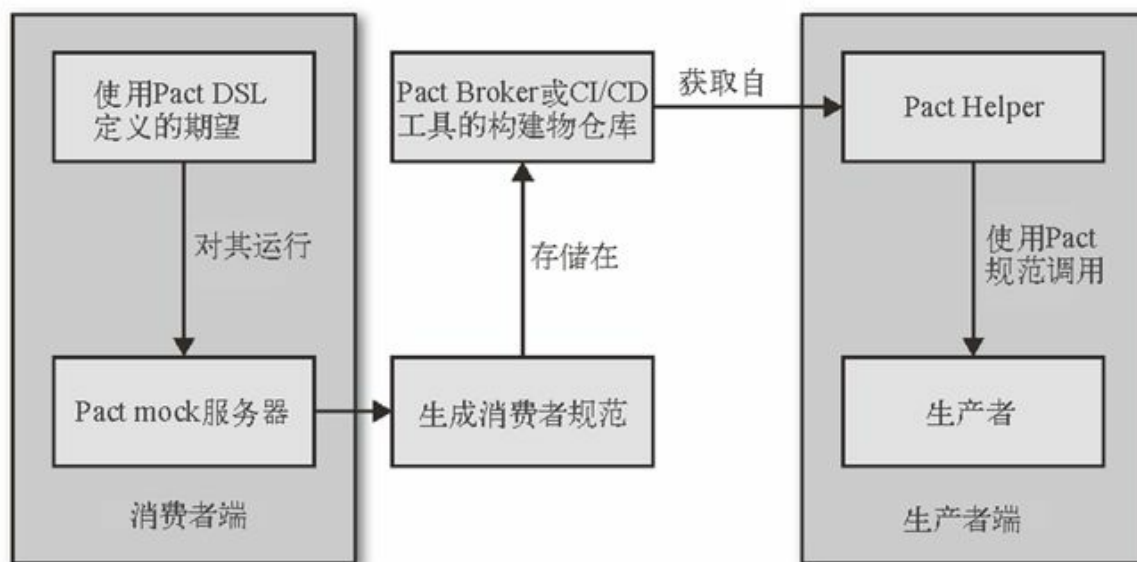 使用Pact DSL
定义的期望
对其运行
Pact mock服务器
消费者端
Pact Broker或CI/CD
工具的构建物仓库
存储在
生成消费者规范
获取自
Pact Helper
使用Pact
规范调用
生产者
生产者端